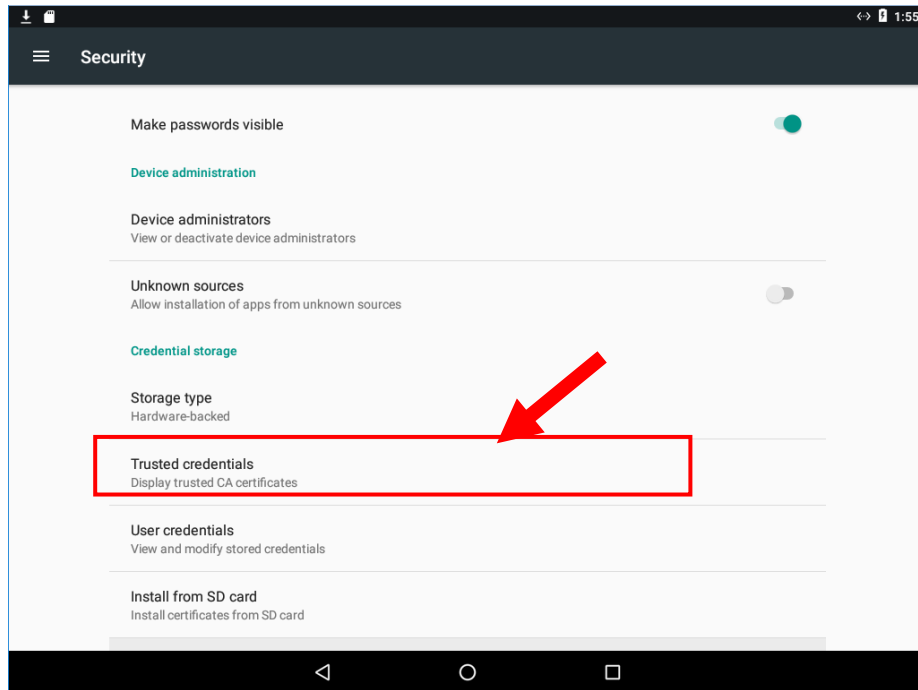 1:55
Security
Make passwords visible
Device administration
Device administrators
View or deactivate device administrators
Unknown sources
Allow installation of apps from unknown sources
Credential storage
Storage type
Hardware-backed
Trusted credentials
Display trusted CA certificates
User credentials
View and modify stored credentials
Install from SD card
Install certificates from SD card